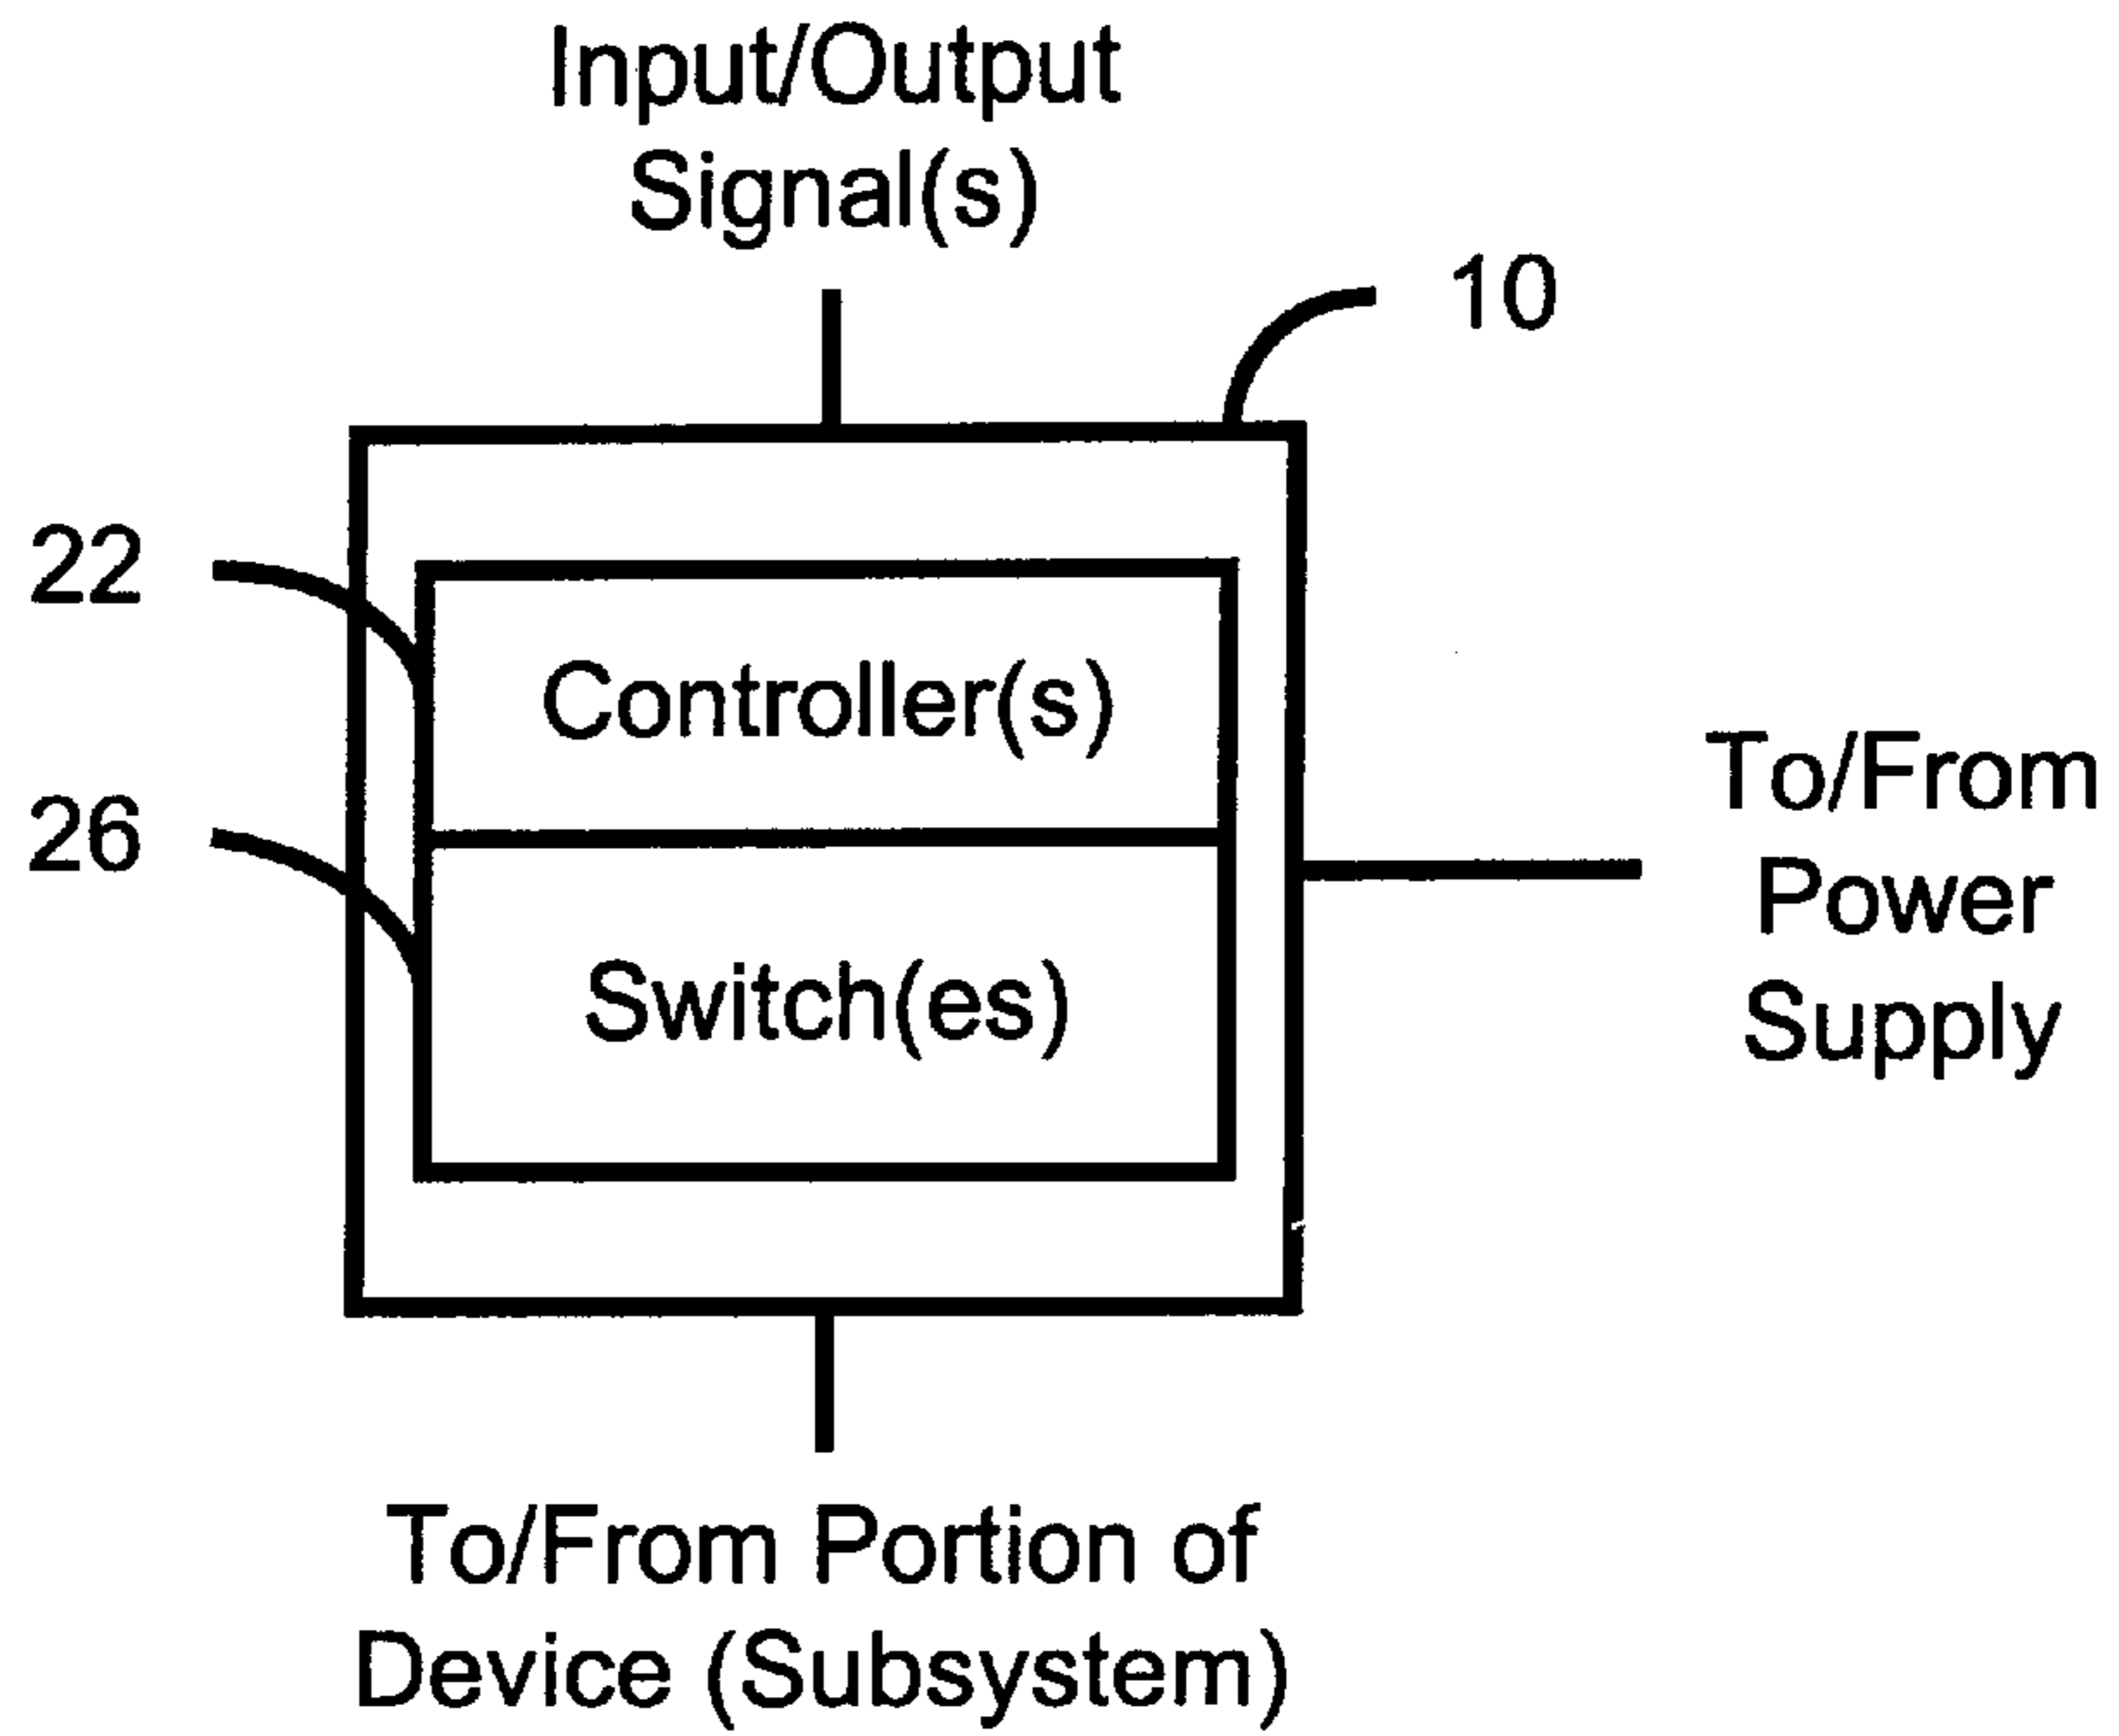 Input/Output
Signal(s)
10
22
Controller(s)
To/From
Power
Supply
26
Switch(es)
To/From Portion of
Device (Subsystem)